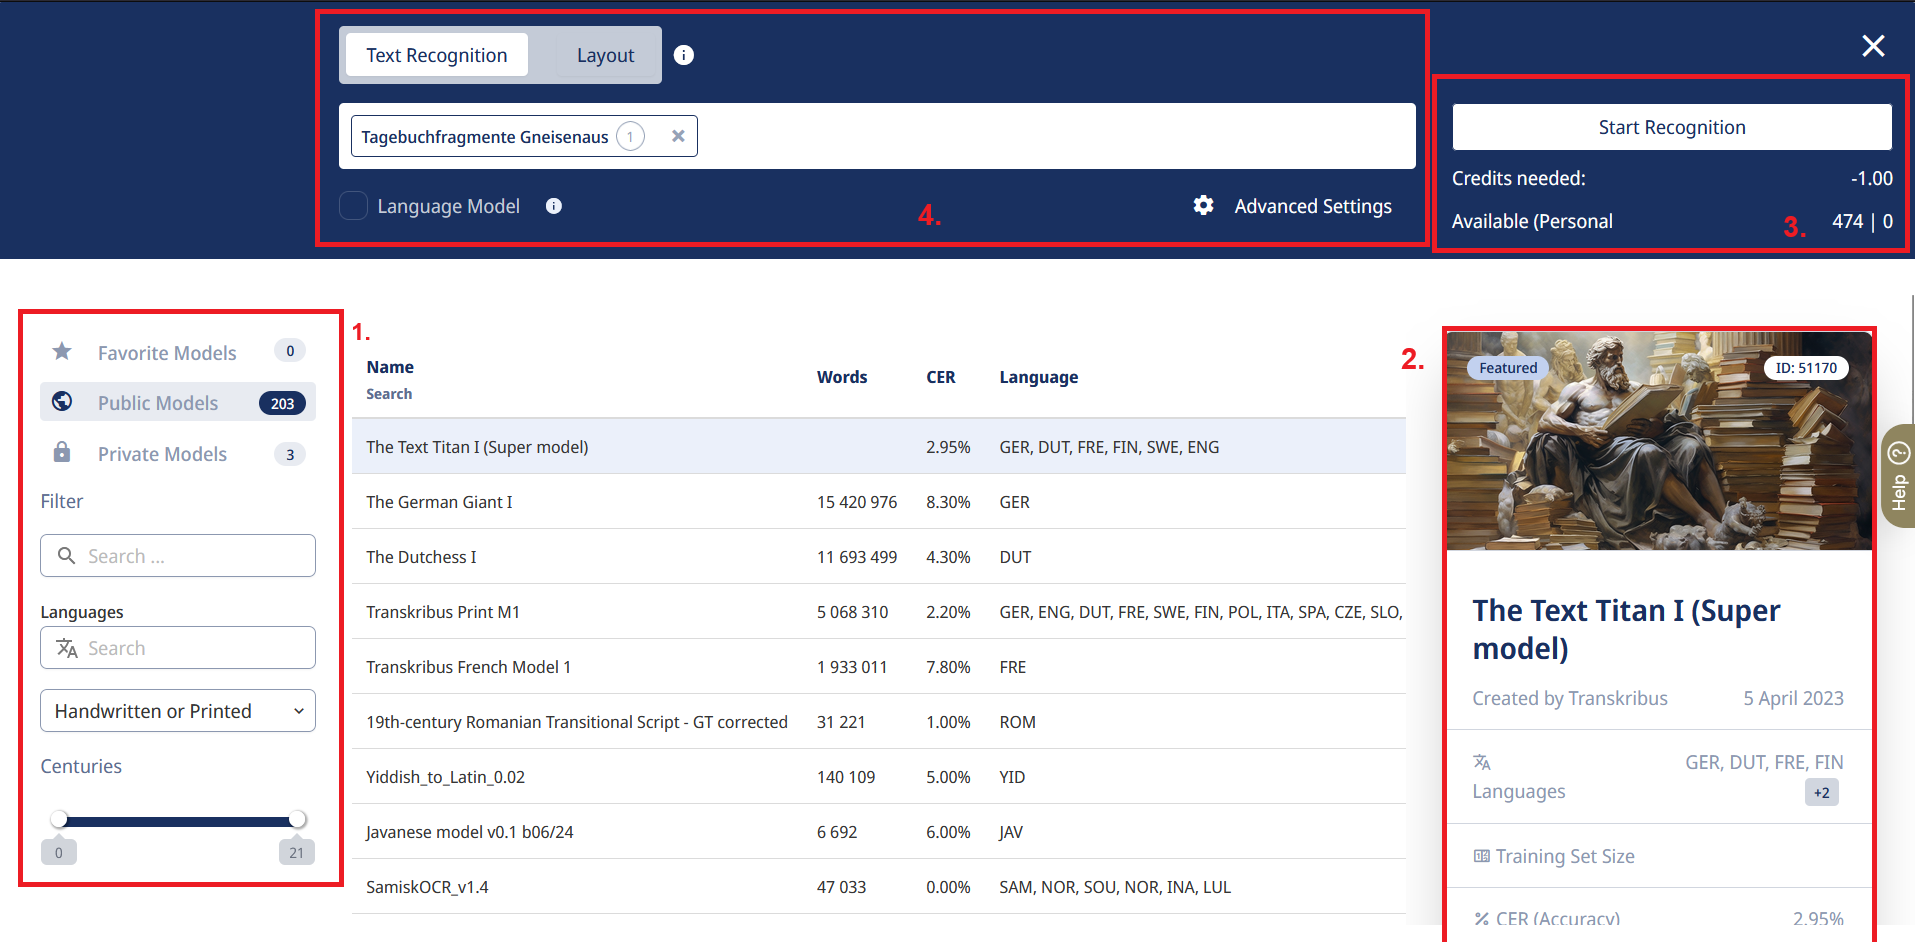 Text Recognition
Layout
Tagebuchfragmente Gneisenaus 1
Language Model
Advanced Settings
4.
Start Recognition
Credits needed: -1.00
Available (Personal 474 | 0
3.
Favorite Models 0
Public Models 203
Private Models 3
Filter
Search ...
Languages
Search
Handwritten or Printed
Centuries
0 21
1.
Name Words CER Language
Search
The Text Titan I (Super model) 2.95% GER, DUT, FRE, FIN, SWE, ENG
The German Giant I 15 420 976 8.30% GER
The Dutchess I 11 693 499 4.30% DUT
Transkribus Print M1 5 068 310 2.20% GER, ENG, DUT, FRE, SWE, FIN, POL, ITA, SPA, CZE, SLO,
Transkribus French Model 1 1 933 011 7.80% FRE
19th-century Romanian Transitional Script - GT corrected 31 221 1.00% ROM
Yiddish_to_Latin_0.02 140 109 5.00% YID
Javanese model v0.1 b06/24 6 692 6.00% JAV
SamiskOCR_v1.4 47 033 0.00% SAM, NOR, SOU, NOR, INA, LUL
2.
Featured ID: 51170
The Text Titan I (Super
model)
Created by Transkribus 5 April 2023
GER, DUT, FRE, FIN
Languages +2
Training Set Size
CER (Accuracy) 2.95%
Help